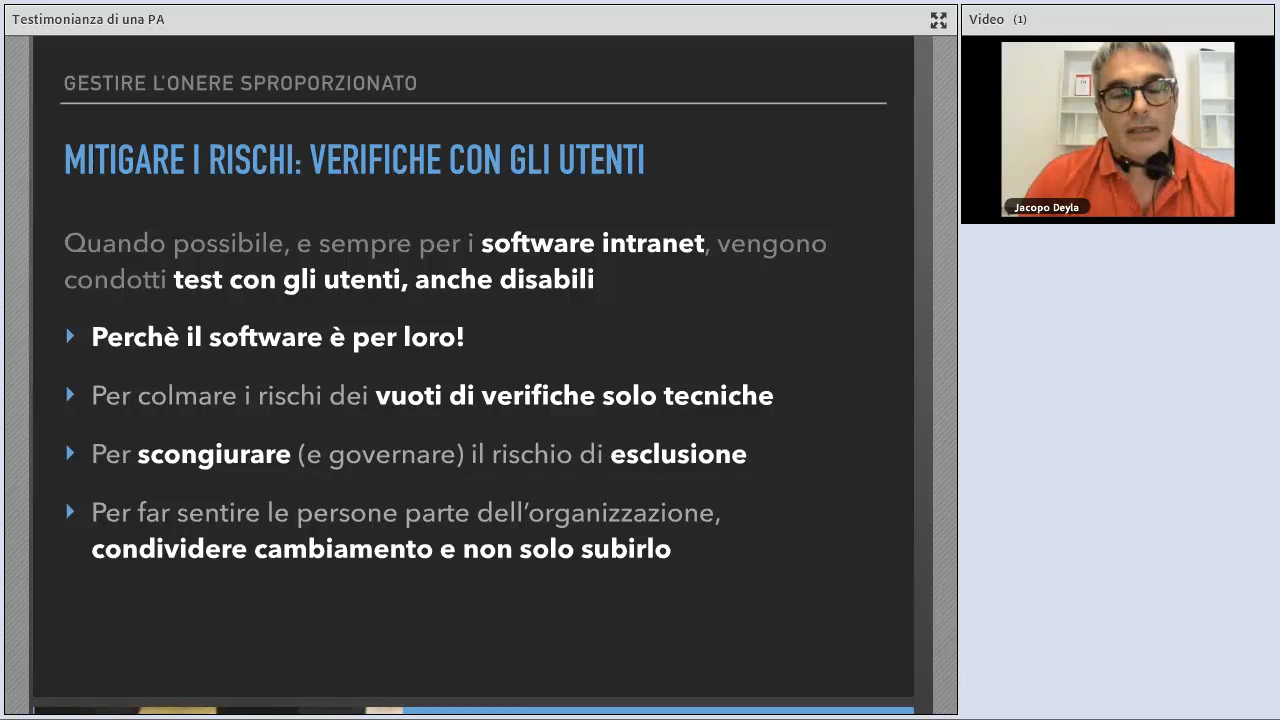 Testimonianza di una PA
Video (1)
GESTIRE L'ONERE SPROPORZIONATO
MITIGARE I RISCHI: VERIFICHE CON GLI UTENTI
Quando possibile, e sempre per i software intranet, vengono
condotti test con gli utenti, anche disabili
Perchè il software è per loro!
Per colmare i rischi dei vuoti di verifiche solo tecniche
Per scongiurare (e governare) il rischio di esclusione
Per far sentire le persone parte dell’organizzazione,
condividere cambiamento e non solo subirlo
Jacopo Deyla